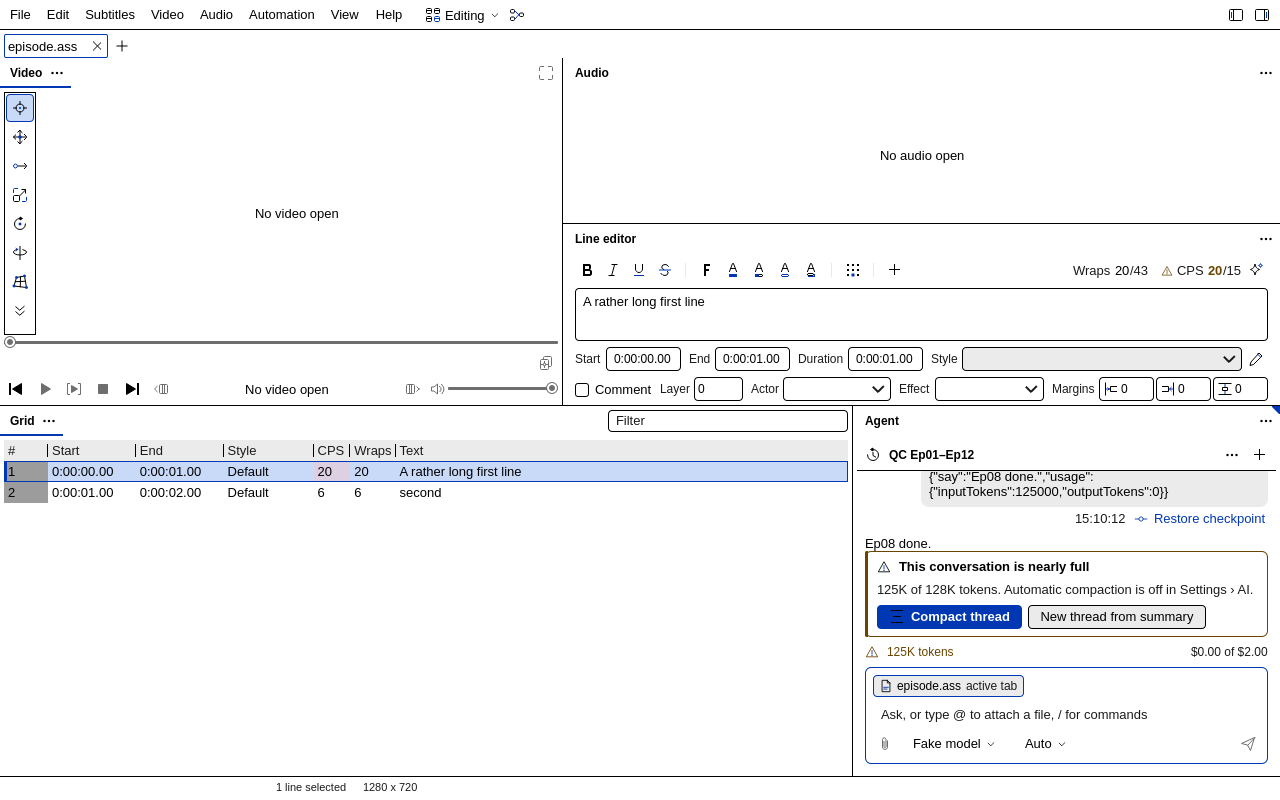 File Edit Subtitles Video Audio Automation View Help Editing
episode.ass
Video
Audio
No video open
No audio open
Line editor
B I U S F A A A A Wraps 20/43 CPS 20/15
A rather long first line
Start 0:00:00.00 End 0:00:01.00 Duration 0:00:01.00 Style
Comment Layer 0 Actor Effect Margins 0 0 0
No video open
Grid
Filter
# Start End Style CPS Wraps Text
1 0:00:00.00 0:00:01.00 Default 20 20 A rather long first line
2 0:00:01.00 0:00:02.00 Default 6 6 second
Agent
QC Ep01–Ep12
{"say":"Ep08 done.","usage":
{"inputTokens":125000,"outputTokens":0}}
15:10:12 Restore checkpoint
Ep08 done.
This conversation is nearly full
125K of 128K tokens. Automatic compaction is off in Settings › AI.
Compact thread New thread from summary
125K tokens $0.00 of $2.00
episode.ass active tab
Ask, or type @ to attach a file, / for commands
Fake model Auto
1 line selected 1280 x 720